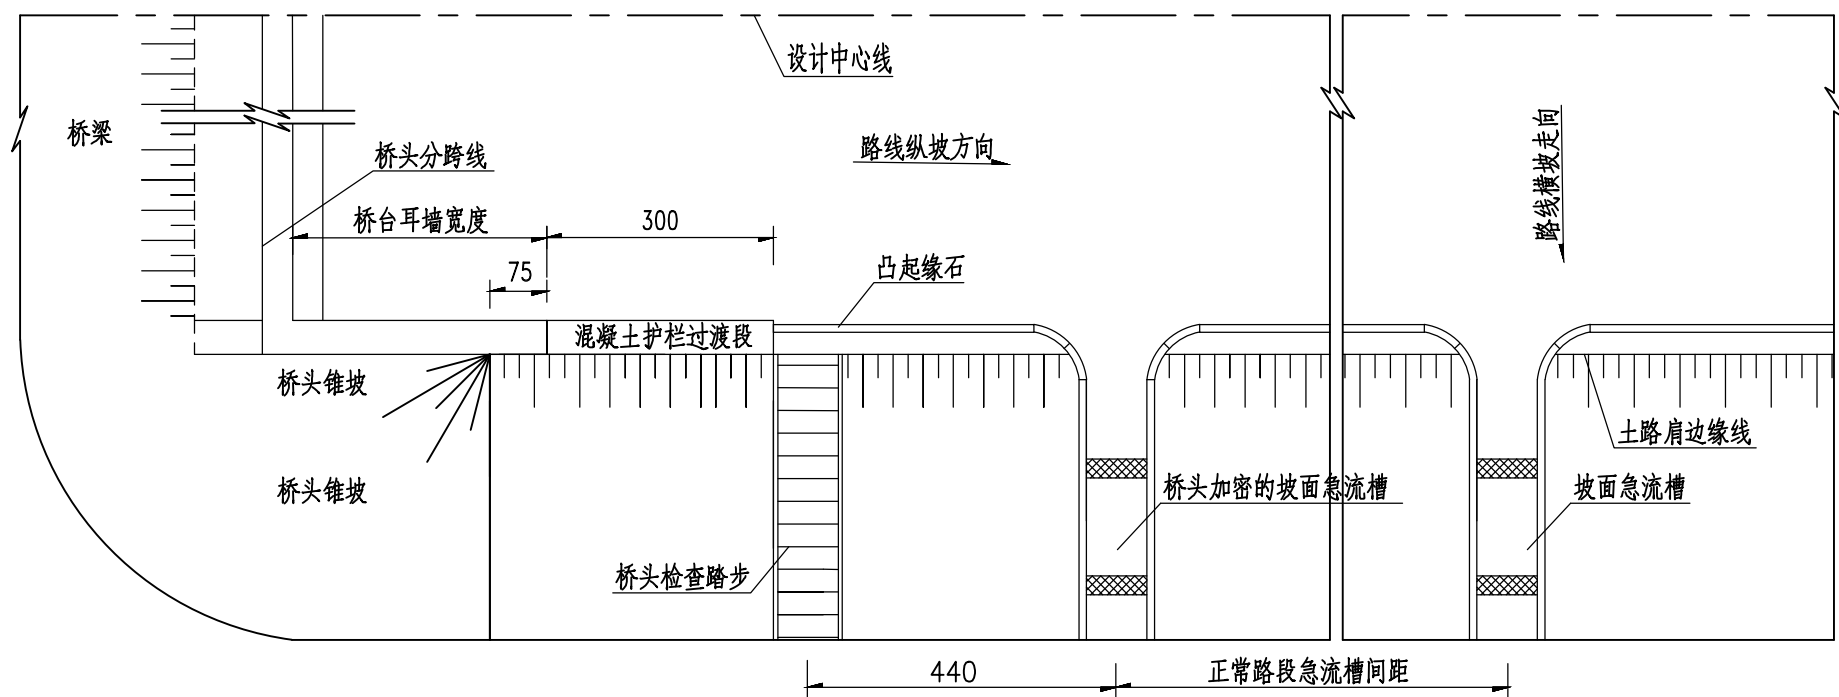 设计中心线
桥梁
路线纵坡方向
路线横坡走向
桥头分跨线
桥台耳墙宽度
300
75
凸起缘石
混凝土护栏过渡段
桥头锥坡
土路肩边缘线
桥头锥坡
桥头加密的坡面急流槽
坡面急流槽
桥头检查踏步
440
正常路段急流槽间距